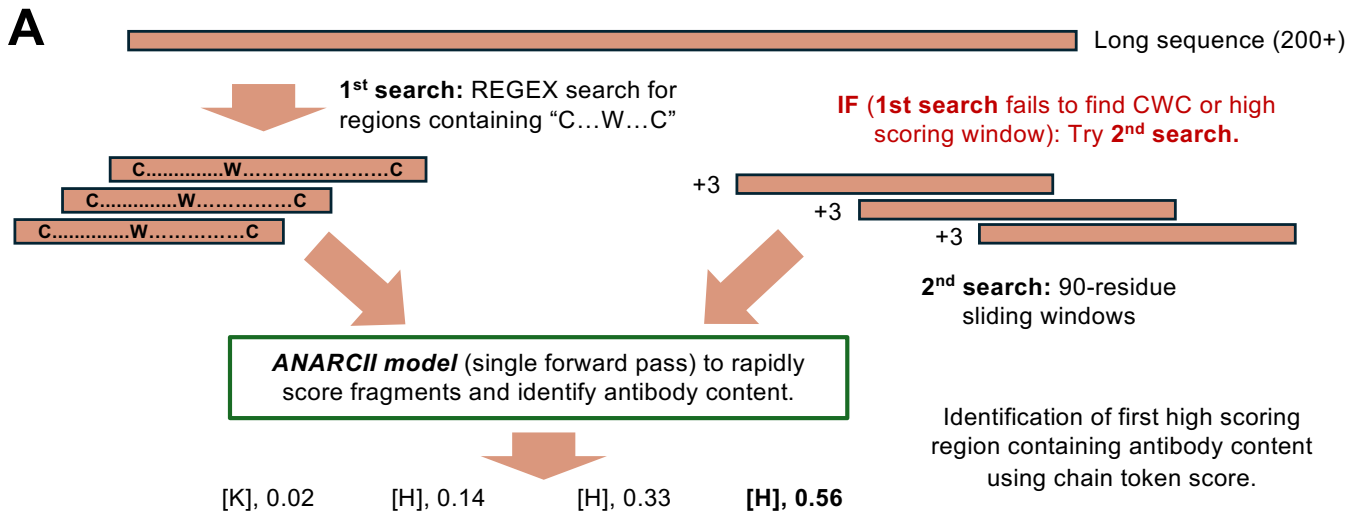 A
Long sequence (200+)
1st search: REGEX search for
regions containing “C…W…C”
IF (1st search fails to find CWC or high
scoring window): Try 2nd search.
C..............W........................C
C..............W..................C
C..............W..................C
+3
+3
+3
2nd search: 90-residue
sliding windows
ANARCII model (single forward pass) to rapidly
score fragments and identify antibody content.
Identification of first high scoring
region containing antibody content
using chain token score.
[K], 0.02 [H], 0.14 [H], 0.33 [H], 0.56